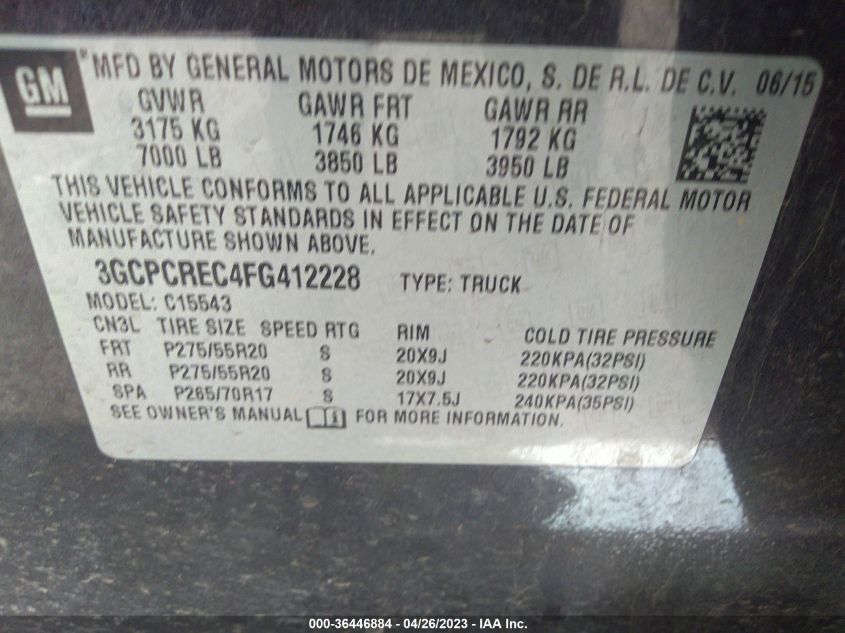 GM
*MFD BY GENERAL MOTORS DE MEXICO, S. DE R.L. DE C.V. 06/15
GVWR GAWR FRT GAWR RR
3175 KG 1746 KG 1792 KG
7000 LB 3850 LB 3950 LB
THIS VEHICLE CONFORMS TO ALL APPLICABLE U.S. FEDERAL MOTOR
VEHICLE SAFETY STANDARDS IN EFFECT ON THE DATE OF
MANUFACTURE SHOWN ABOVE.
3GCPCREC4FG412228 TYPE: TRUCK
MODEL: C15543
CN3L TIRE SIZE SPEED RTG RIM COLD TIRE PRESSURE
FRT P275/55R20 S 20X9J 220KPA(32PSI)
RR P275/55R20 S 20X9J 220KPA(32PSI)
SPA P265/70R17 S 17X7.5J 240KPA(35PSI)
SEE OWNER'S MANUAL FOR MORE INFORMATION.
000-36446884 / 04/26/2023 - IAA Inc.